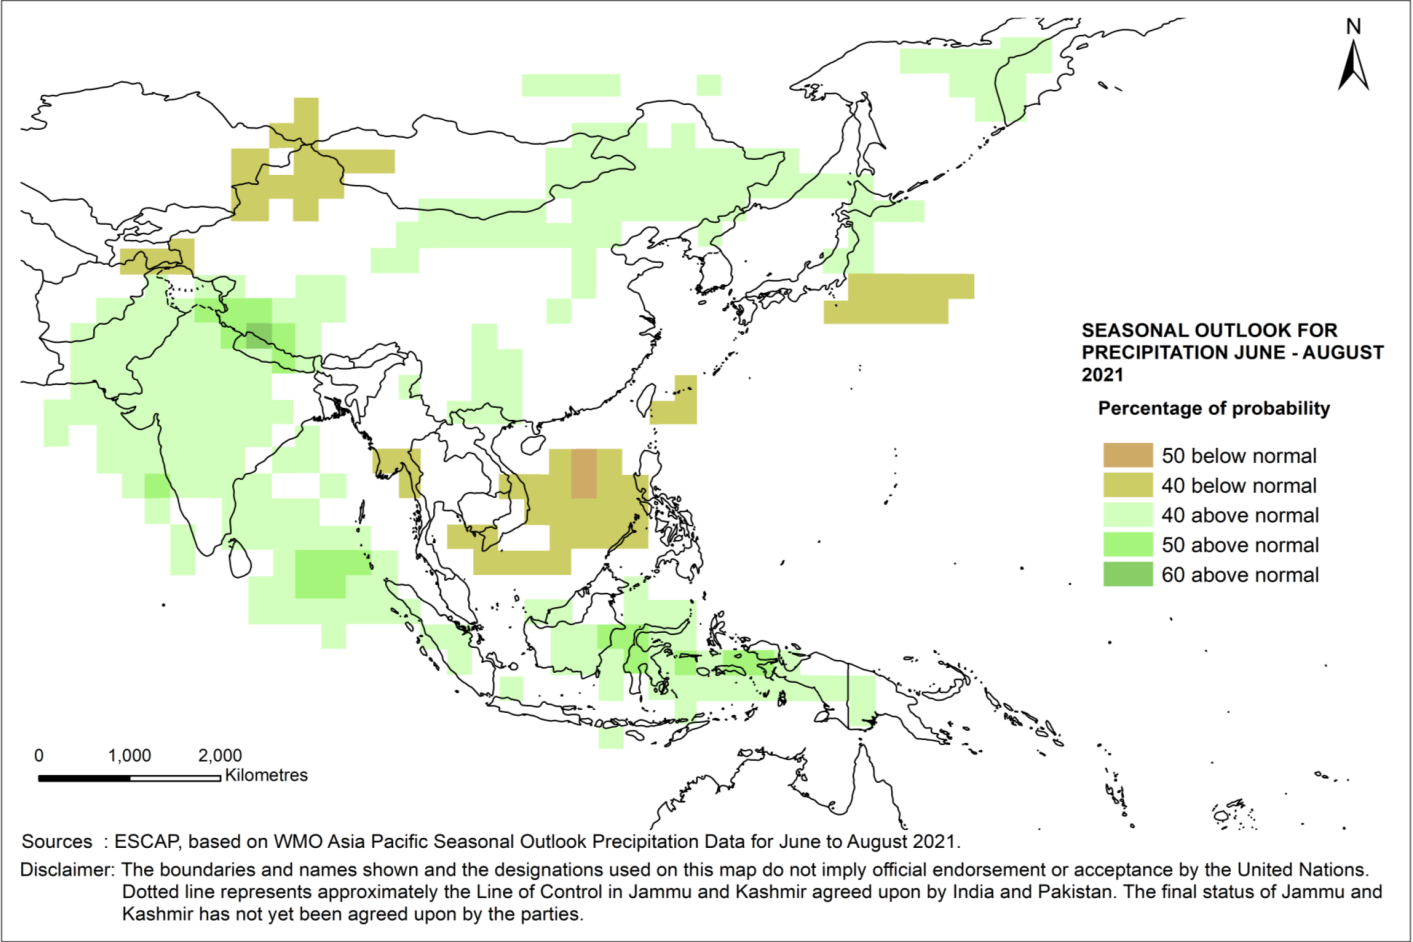 N
SEASONAL OUTLOOK FOR
PRECIPITATION JUNE - AUGUST
2021
Percentage of probability
50 below normal
40 below normal
40 above normal
50 above normal
60 above normal
0 1,000 2,000
Kilometres
Sources : ESCAP, based on WMO Asia Pacific Seasonal Outlook Precipitation Data for June to August 2021.
Disclaimer: The boundaries and names shown and the designations used on this map do not imply official endorsement or acceptance by the United Nations.
Dotted line represents approximately the Line of Control in Jammu and Kashmir agreed upon by India and Pakistan. The final status of Jammu and
Kashmir has not yet been agreed upon by the parties.